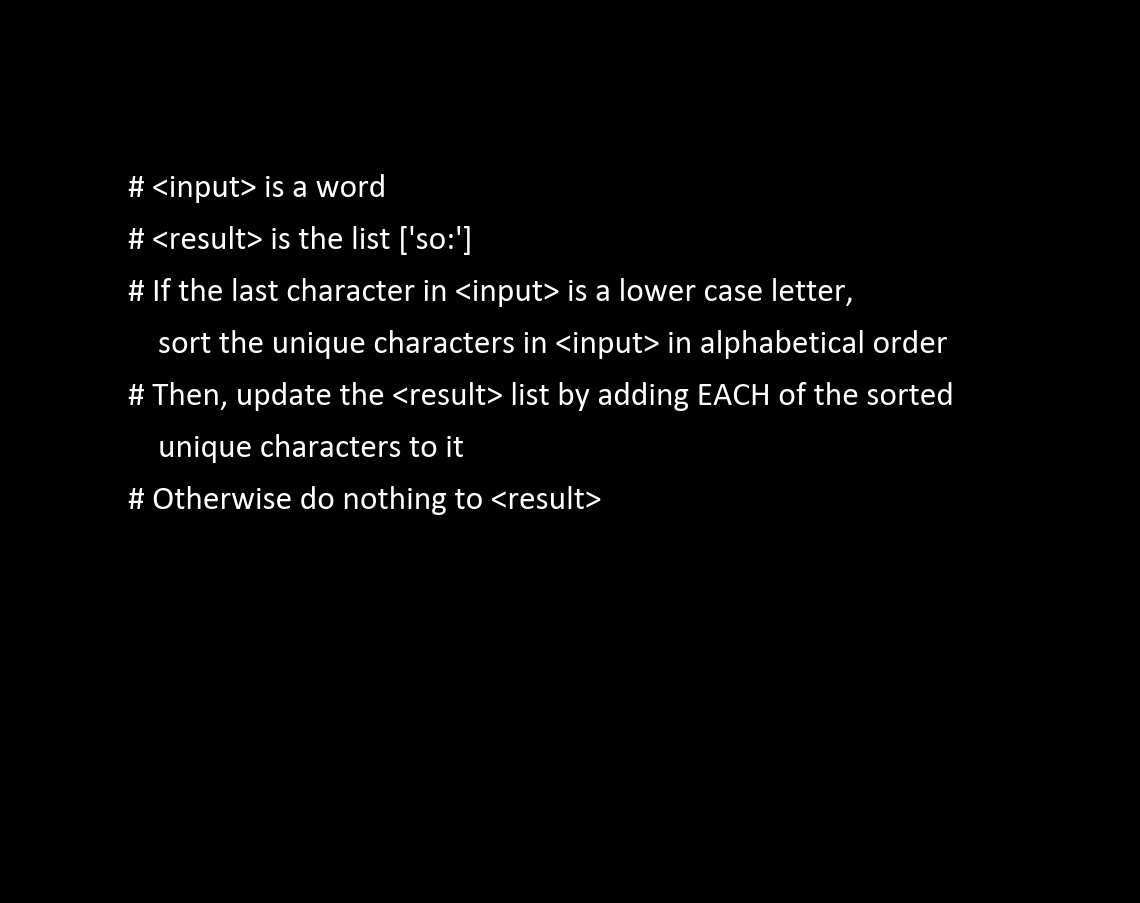 # <input> is a word
# <result> is the list ['so:']
# If the last character in <input> is a lower case letter,
sort the unique characters in <input> in alphabetical order
# Then, update the <result> list by adding EACH of the sorted
unique characters to it
# Otherwise do nothing to <result>